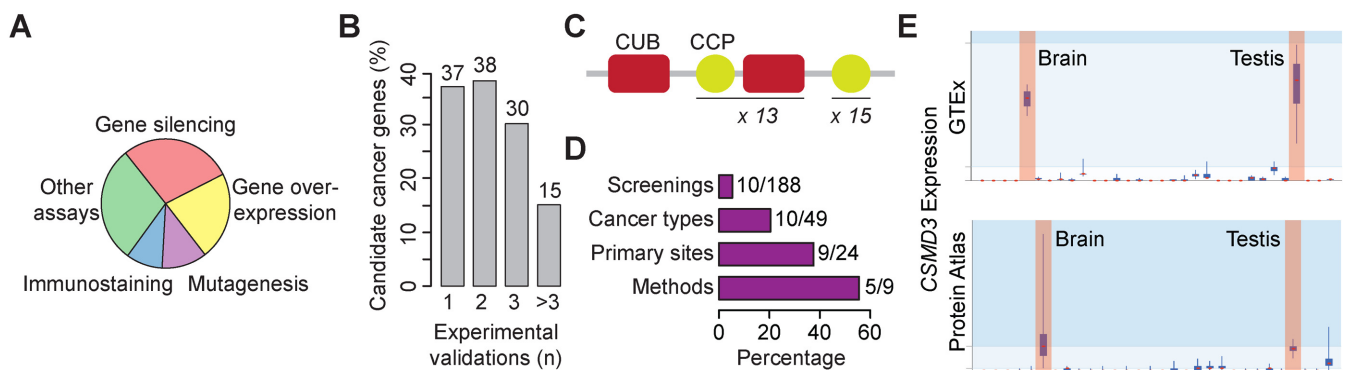 A
Gene silencing
Other
assays
Gene over-
expression
Immunostaining
Mutagenesis
B
Candidate cancer genes (%)
40
30
20
10
0
37
38
30
15
1
2
3
>3
Experimental
validations (n)
C
CUB
CCP
x 13
x 15
D
Screenings
10/188
Cancer types
10/49
Primary sites
9/24
Methods
5/9
0
20
40
60
Percentage
E
CSMD3 Expression
GTEx
Brain
Testis
Protein Atlas
Brain
Testis